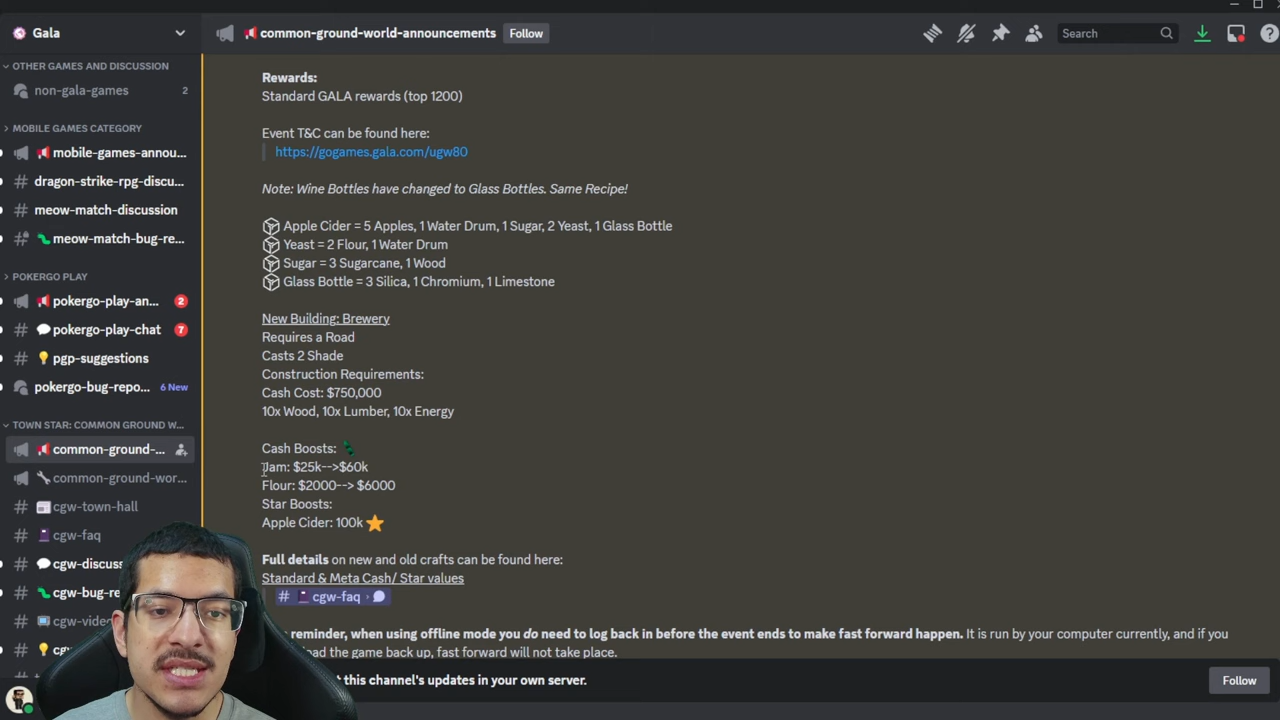 Gala
common-ground-world-announcements
Follow
Search
OTHER GAMES AND DISCUSSION
non-gala-games
2
MOBILE GAMES CATEGORY
mobile-games-annou...
dragon-strike-rpg-discu...
meow-match-discussion
meow-match-bug-re...
POKERGO PLAY
pokergo-play-an...
2
pokergo-play-chat
7
pgp-suggestions
pokergo-bug-repo...
6 New
TOWN STAR: COMMON GROUND W...
common-ground-...
common-ground-wor...
cgw-town-hall
cgw-faq
cgw-discus
cgw-bug-re
cgw-vide
Rewards:
Standard GALA rewards (top 1200)
Event T&C can be found here:
https://gogames.gala.com/ugw80
Note: Wine Bottles have changed to Glass Bottles. Same Recipe!
Apple Cider = 5 Apples, 1 Water Drum, 1 Sugar, 2 Yeast, 1 Glass Bottle
Yeast = 2 Flour, 1 Water Drum
Sugar = 3 Sugarcane, 1 Wood
Glass Bottle = 3 Silica, 1 Chromium, 1 Limestone
New Building: Brewery
Requires a Road
Casts 2 Shade
Construction Requirements:
Cash Cost: $750,000
10x Wood, 10x Lumber, 10x Energy
Cash Boosts:
Jam: $25k-->$60k
Flour: $2000--> $6000
Star Boosts:
Apple Cider: 100k
Full details on new and old crafts can be found here:
Standard & Meta Cash/ Star values
# cgw-faq ›
reminder, when using offline mode you do need to log back in before the event ends to make fast forward happen. It is run by your computer currently, and if you
load the game back up, fast forward will not take place.
this channel's updates in your own server.
Follow